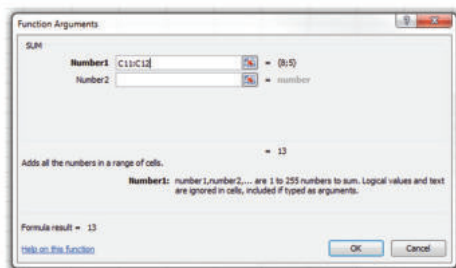 Function Arguments
SUM
Number1 C11:C12 = {8;5}
Number2 = number
= 13
Adds all the numbers in a range of cells.
Number1: number1,number2,... are 1 to 255 numbers to sum. Logical values and text
are ignored in cells, included if typed as arguments.
Formula result = 13
Help on this function
OK Cancel